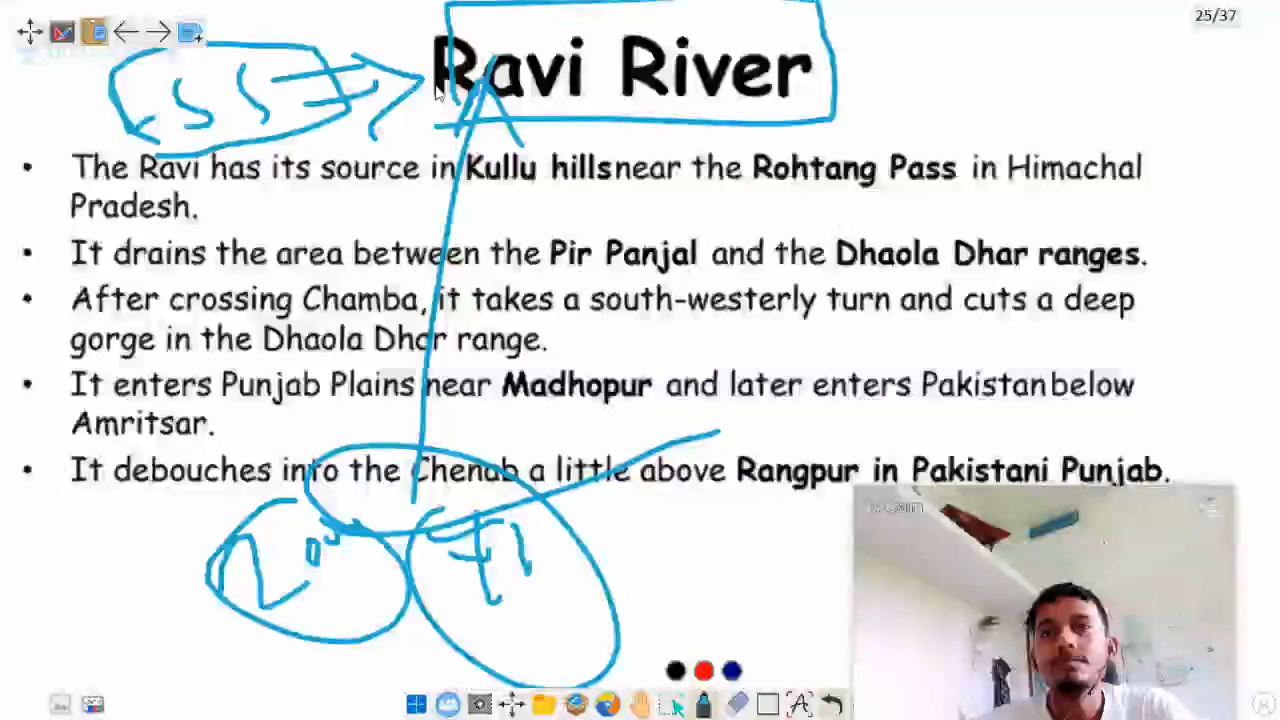 25/37
Ravi River
• The Ravi has its source in Kullu hillsnear the Rohtang Pass in Himachal
Pradesh.
• It drains the area between the Pir Panjal and the Dhaola Dhar ranges.
• After crossing Chamba, it takes a south-westerly turn and cuts a deep
gorge in the Dhaola Dhar range.
• It enters Punjab Plains near Madhopur and later enters Pakistan below
Amritsar.
• It debouches into the Chenab a little above Rangpur in Pakistani Punjab.